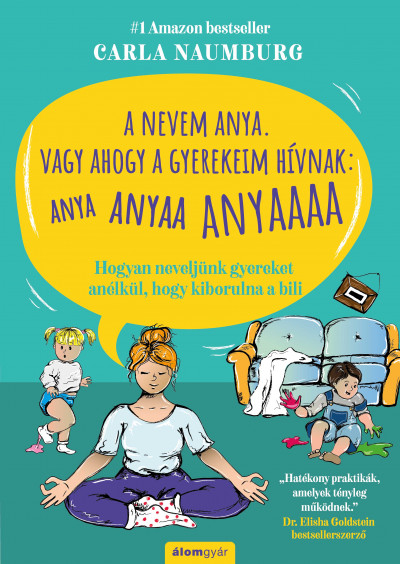 #1 Amazon bestseller
CARLA NAUMBURG
A NEVEM ANYA.
VAGY AHOGY A GYEREKEIM HÍVNAK:
ANYA ANYAA ANYAAAA
Hogyan neveljünk gyereket
anélkül, hogy kiborulna a bili
„Hatékony praktikák,
amelyek tényleg
működnek.”
Dr. Elisha Goldstein
bestsellerszerző
álomgyár